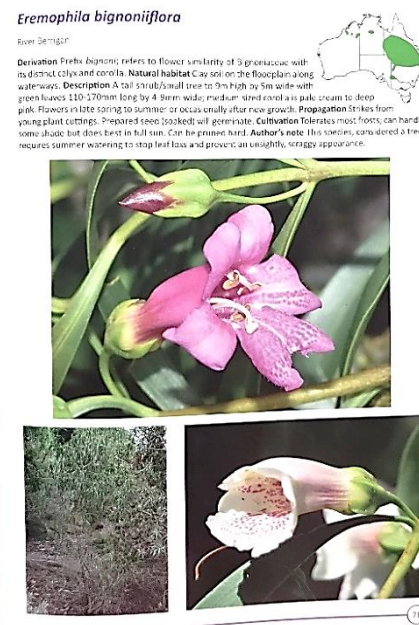 Eremophila bignoniiflora
River Bemigan
Derivation Prefix bignoni; refers to flower similarity of Bignoniaceae with
its distinct calyx and corolla. Natural habitat Clay soil on the floodplain along
waterways. Description A tall shrub/small tree to 9m high by 5m wide with
green leaves 110-170mm long by 4-9mm wide; medium sized corolla is pale cream to deep
pink. Flowers in late spring to summer or occasionally after new growth. Propagation Strikes from
young plant cuttings. Prepared seed (soaked) will germinate. Cultivation Tolerates most frosts; can hand
some shade but does best in full sun. Can be pruned hard. Author's note This species, considered a tre
requires summer watering to stop leaf loss and prevent an unsightly, scraggy appearance.